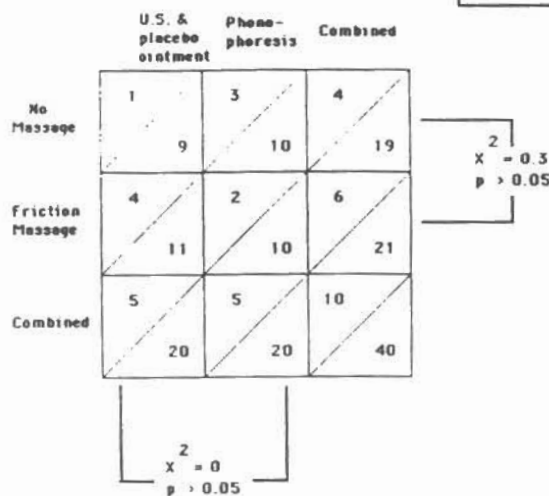 U.S. & placebo ointment
Phono-phoresis
Combined
No Massage
1 9
3 10
4 19
Friction Massage
4 11
2 10
6 21
Combined
5 20
5 20
10 40
X² = 0.3
p > 0.05
X² = 0
p > 0.05